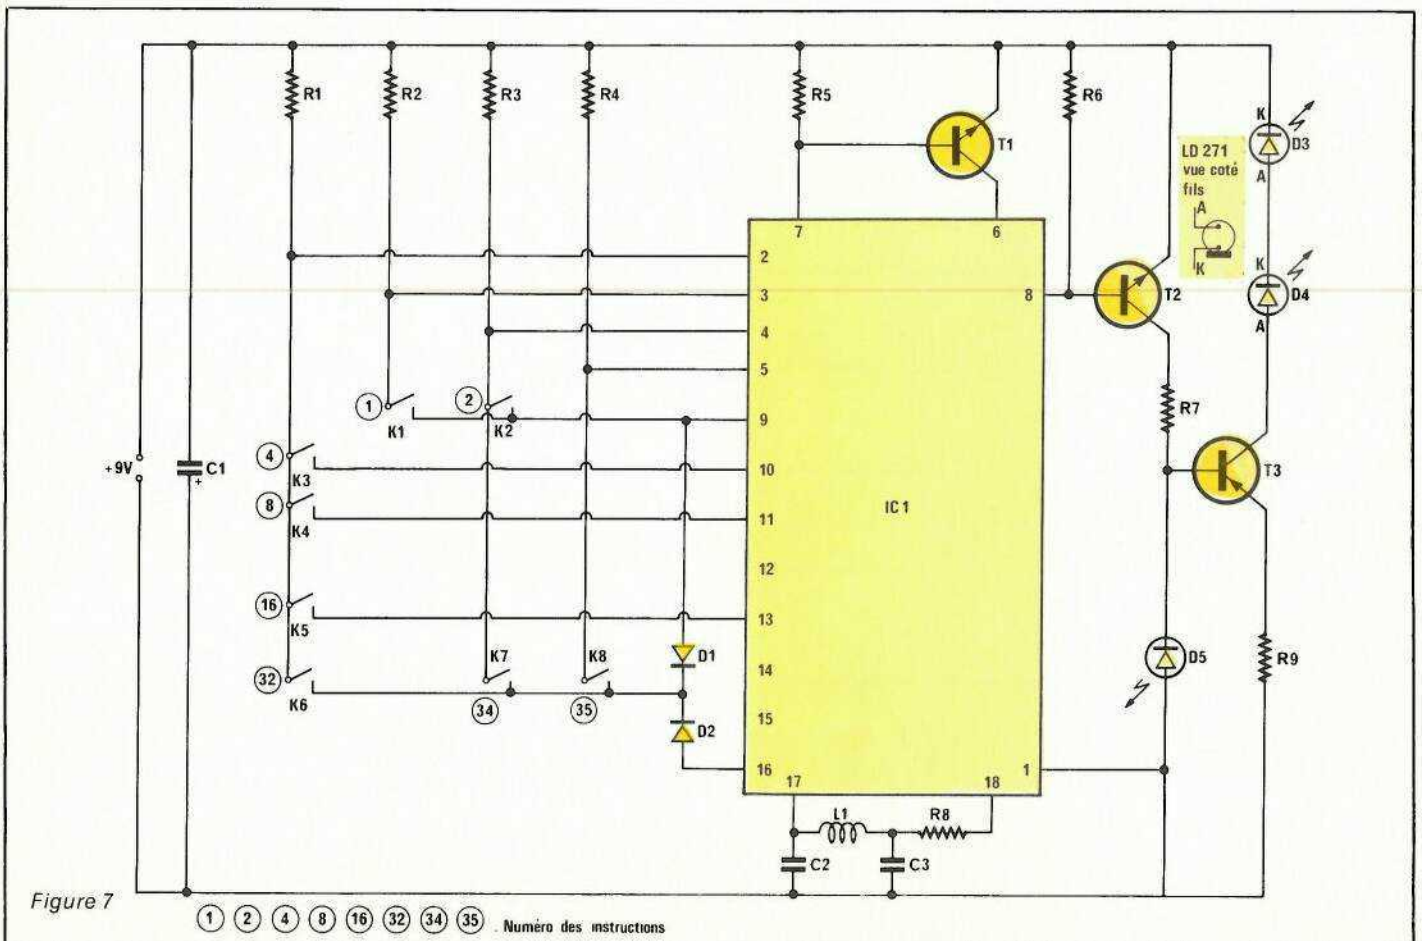 R1 R2 R3 R4 R5 R6
T1
K
D3
A
LD 271
vue coté
fils
A
K
7 6
2
3
4
5
8
T2
K
D4
A
1
K1
2
K2
9
R7
+9V
C1
+
4
K3
10
T3
8
K4
11
IC 1
12
16
K5
13
K7 K8
D1
14
D5
R9
32
K6
34
35
D2
15
16
17 18
1
L1
R8
C2
C3
Figure 7
1 2 4 8 16 32 34 35 . Numéro des instructions